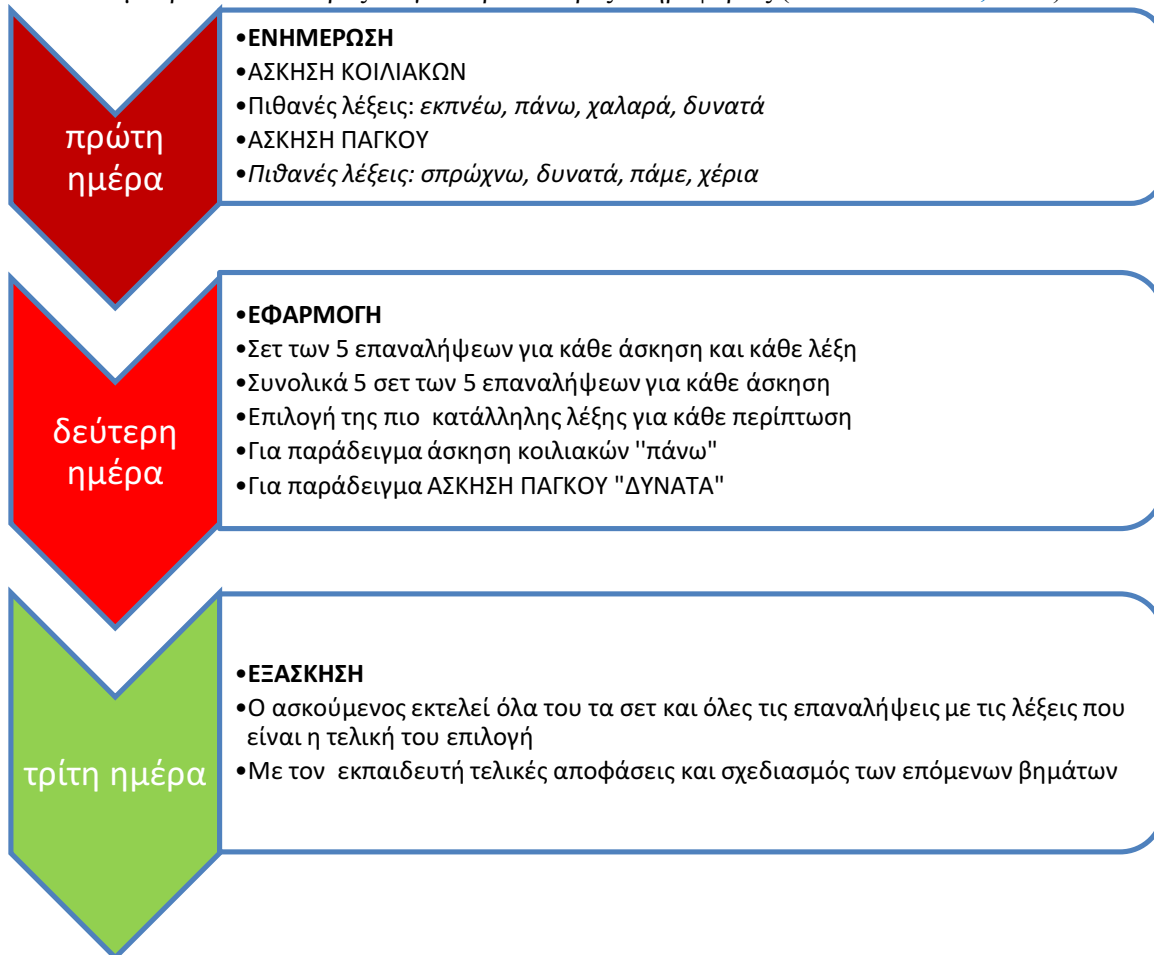 πρώτη
ημέρα
•ΕΝΗΜΕΡΩΣΗ
•ΑΣΚΗΣΗ ΚΟΙΛΙΑΚΩΝ
•Πιθανές λέξεις: εκπνέω, πάνω, χαλαρά, δυνατά
•ΑΣΚΗΣΗ ΠΑΓΚΟΥ
•Πιθανές λέξεις: σπρώχνω, δυνατά, πάμε, χέρια
δεύτερη
ημέρα
•ΕΦΑΡΜΟΓΗ
•Σετ των 5 επαναλήψεων για κάθε άσκηση και κάθε λέξη
•Συνολικά 5 σετ των 5 επαναλήψεων για κάθε άσκηση
•Επιλογή της πιο κατάλληλης λέξης για κάθε περίπτωση
•Για παράδειγμα άσκηση κοιλιακών ''πάνω"
•Για παράδειγμα ΑΣΚΗΣΗ ΠΑΓΚΟΥ "ΔΥΝΑΤΑ"
τρίτη ημέρα
•ΕΞΑΣΚΗΣΗ
•Ο ασκούμενος εκτελεί όλα του τα σετ και όλες τις επαναλήψεις με τις λέξεις που
είναι η τελική του επιλογή
•Με τον εκπαιδευτή τελικές αποφάσεις και σχεδιασμός των επόμενων βημάτων